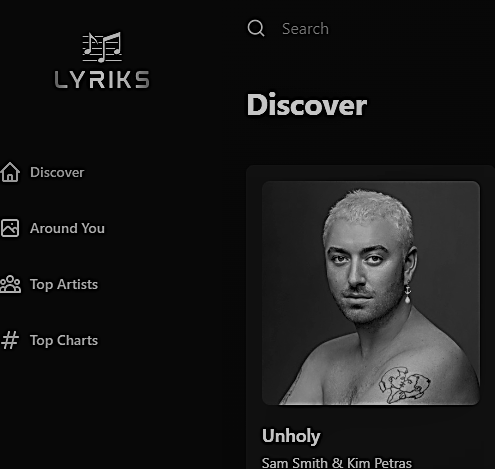 LYRIKS
Search
Discover
Discover
Around You
Top Artists
Top Charts
Unholy
Sam Smith & Kim Petras